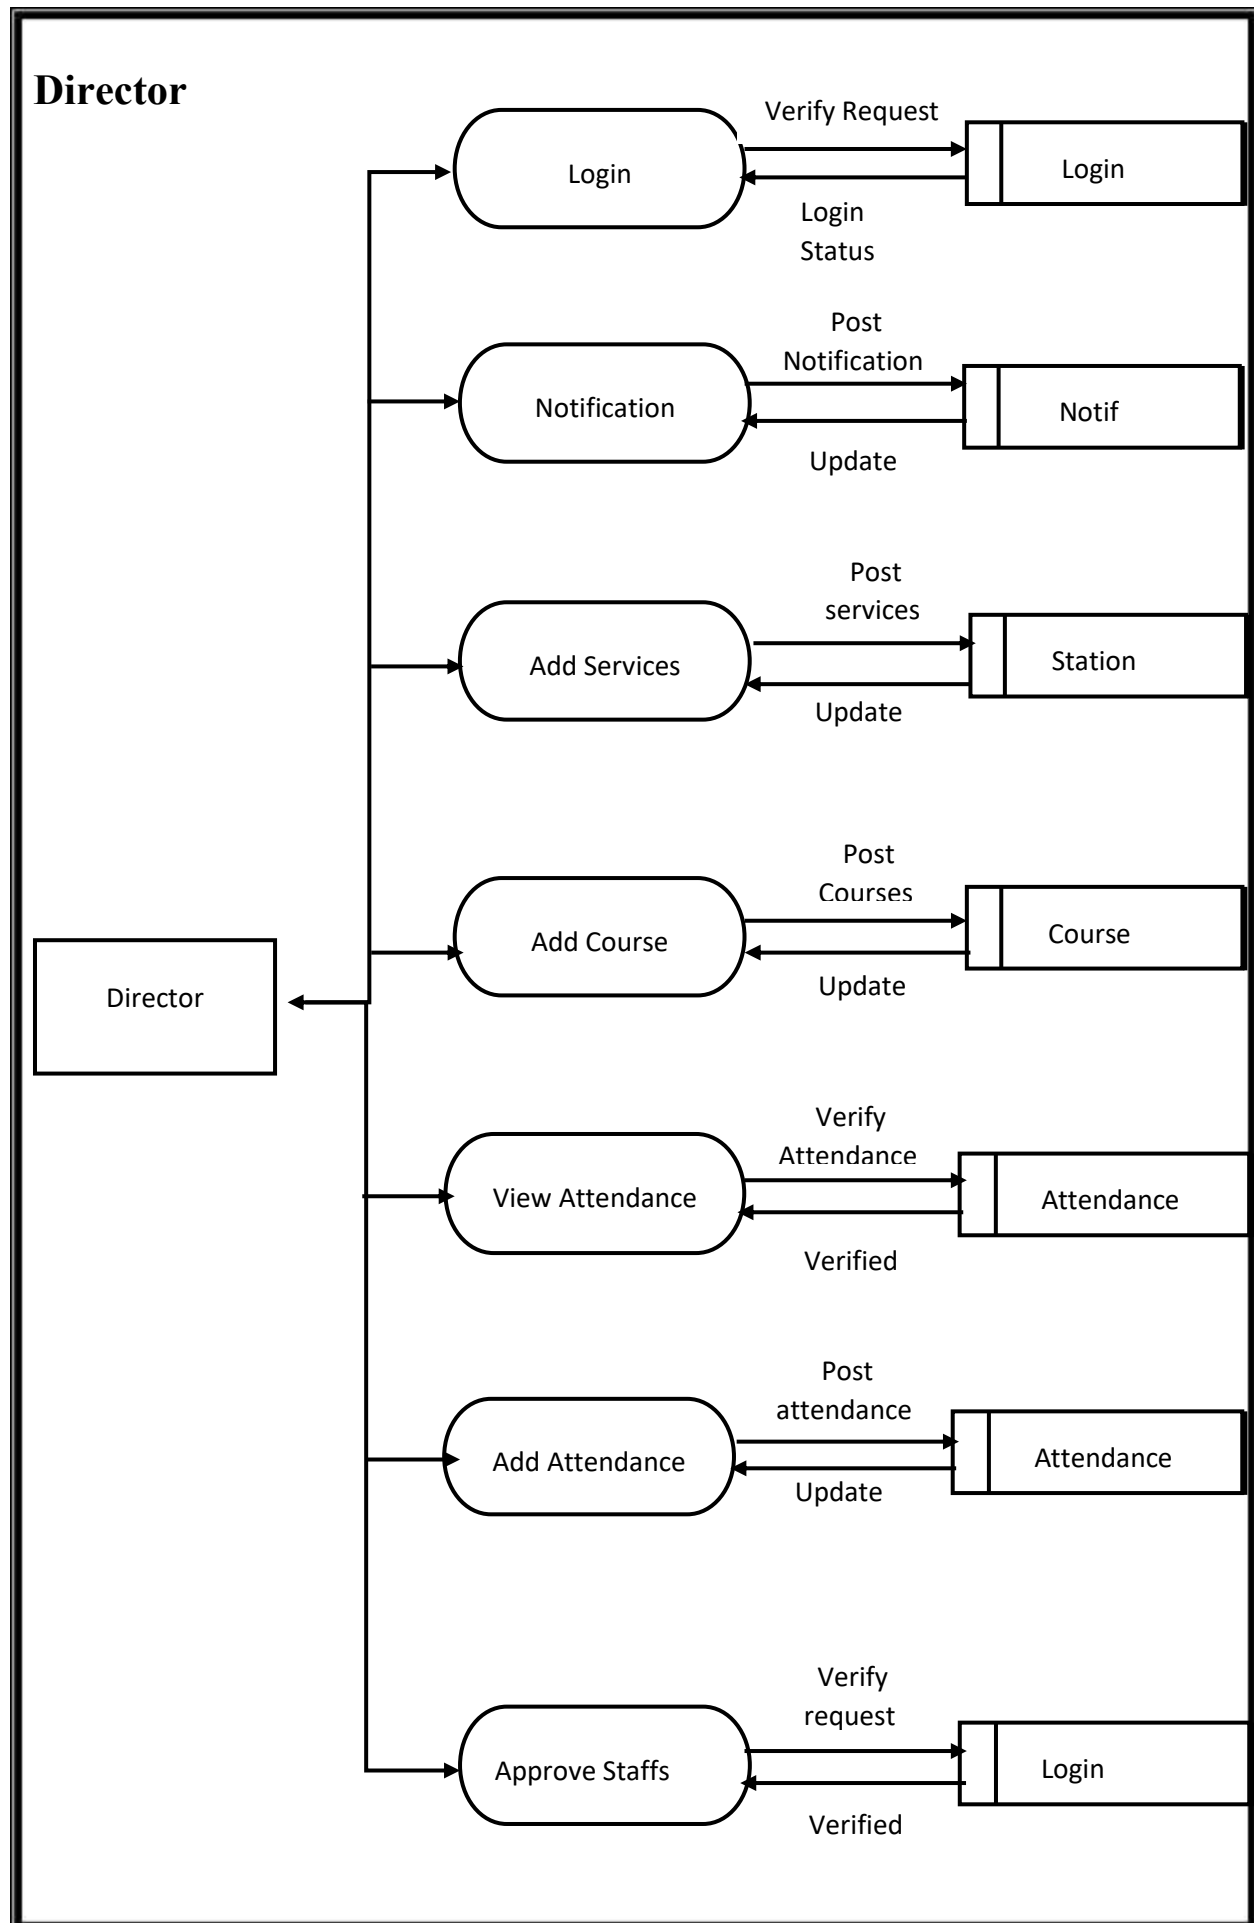 Director
Verify Request
Login
Login
Login
Status
Post
Notification
Notification
Notif
Update
Post
services
Add Services
Station
Update
Post
Courses
Add Course
Course
Update
Director
Verify
Attendance
View Attendance
Attendance
Verified
Post
attendance
Add Attendance
Attendance
Update
Verify
request
Approve Staffs
Login
Verified